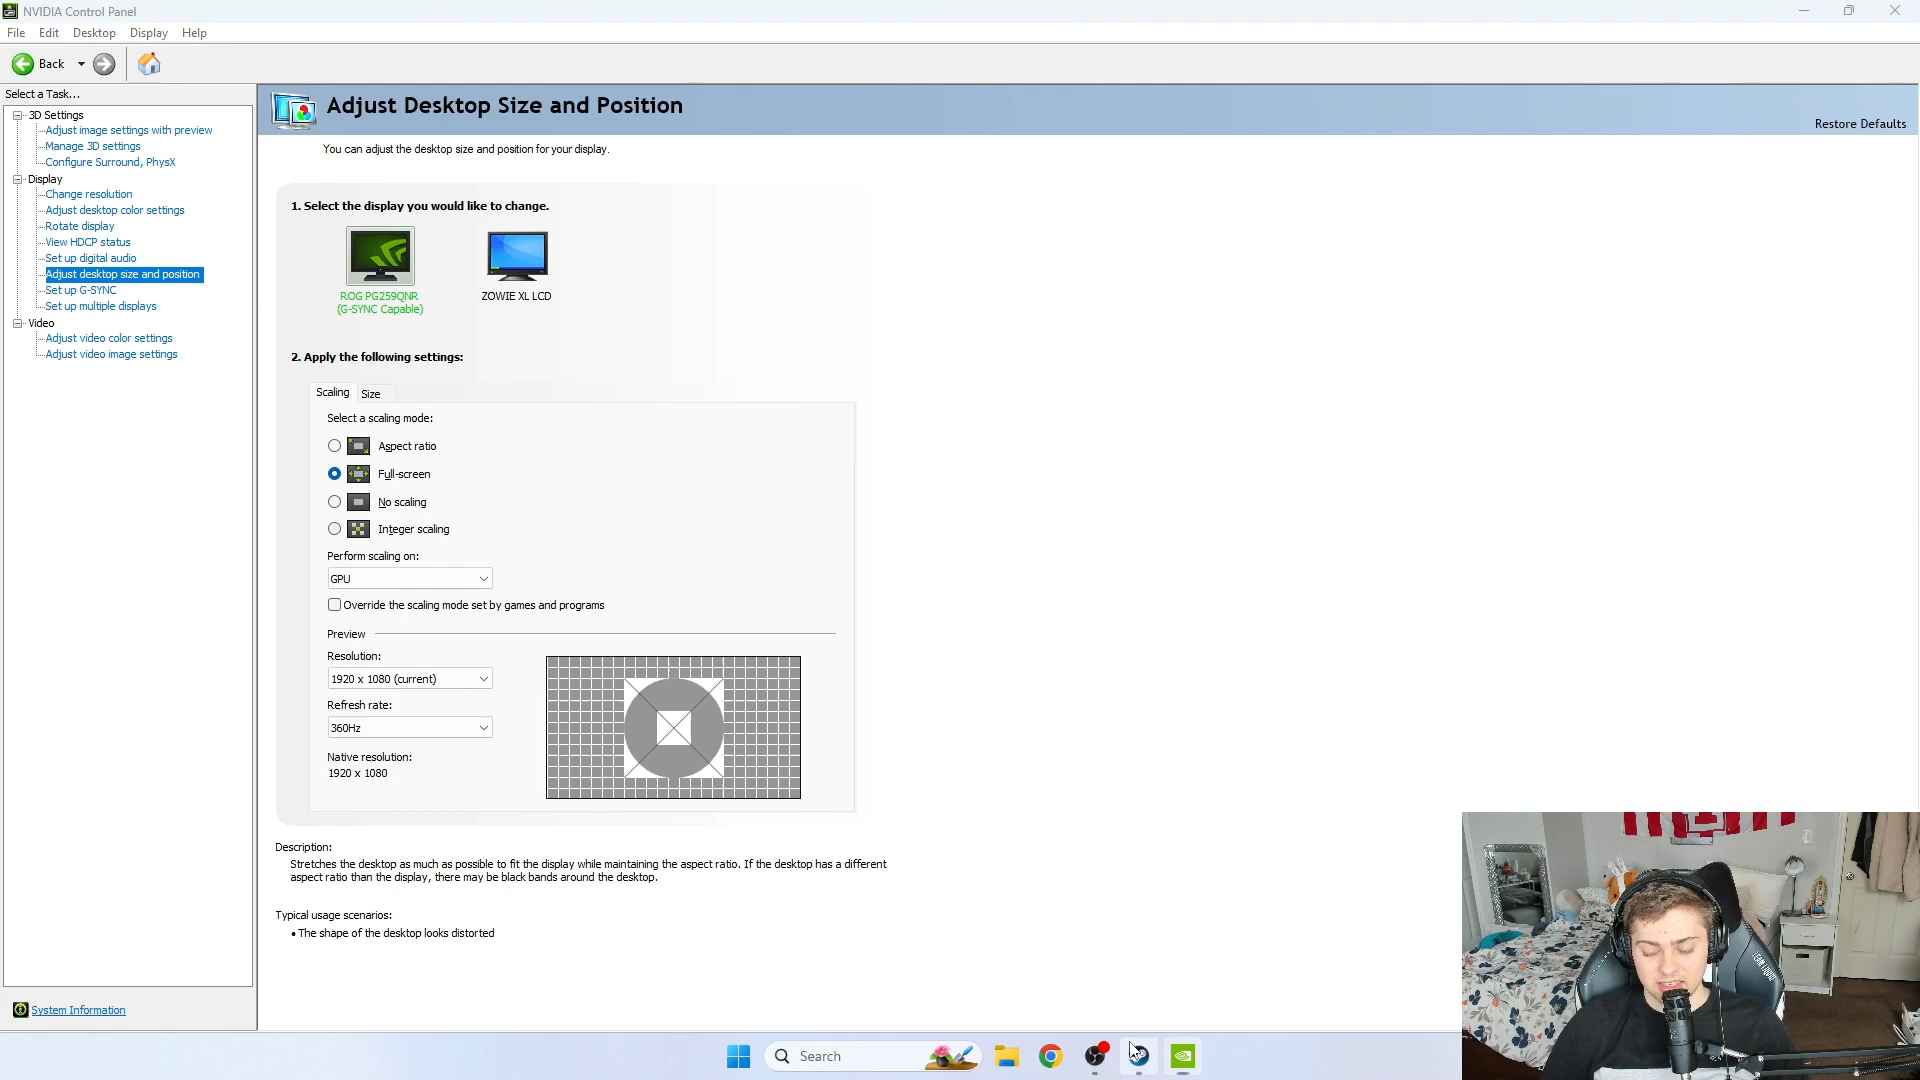 NVIDIA Control Panel
File Edit Desktop Display Help
Back
Select a Task...
3D Settings
Adjust image settings with preview
Manage 3D settings
Configure Surround, PhysX
Display
Change resolution
Adjust desktop color settings
Rotate display
View HDCP status
Set up digital audio
Adjust desktop size and position
Set up G-SYNC
Set up multiple displays
Video
Adjust video color settings
Adjust video image settings
System Information
Adjust Desktop Size and Position
Restore Defaults
You can adjust the desktop size and position for your display.
1. Select the display you would like to change.
ROG PG259QNR
(G-SYNC Capable)
ZOWIE XL LCD
2. Apply the following settings:
Scaling Size
Select a scaling mode:
Aspect ratio
Full-screen
No scaling
Integer scaling
Perform scaling on:
GPU
Override the scaling mode set by games and programs
Preview
Resolution:
1920 x 1080 (current)
Refresh rate:
360Hz
Native resolution:
1920 x 1080
Description:
Stretches the desktop as much as possible to fit the display while maintaining the aspect ratio. If the desktop has a different
aspect ratio than the display, there may be black bands around the desktop.
Typical usage scenarios:
• The shape of the desktop looks distorted
Search
TEAM LIQUID